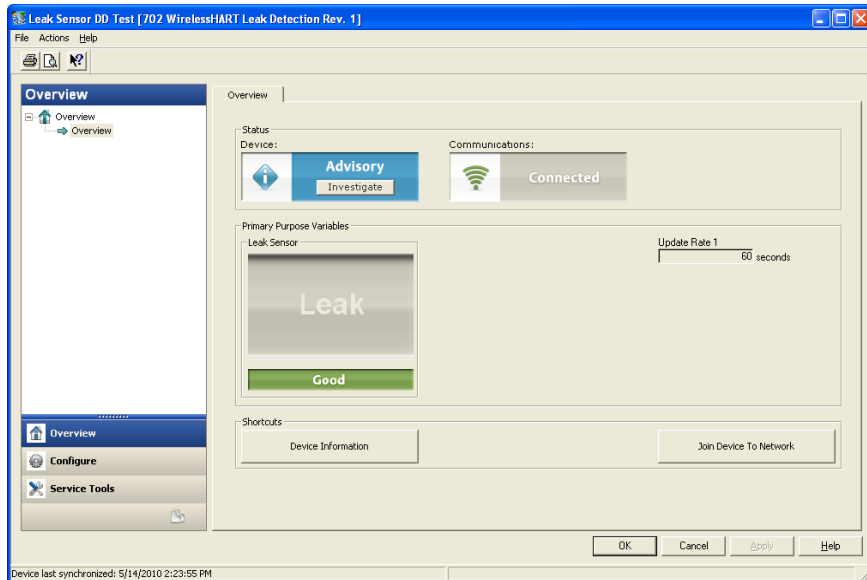 Leak Sensor DD Test [702 WirelessHART Leak Detection Rev. 1]
File Actions Help
Overview
Overview
Overview
Overview
Status
Device:
Communications:
Advisory
Investigate
Connected
Primary Purpose Variables
Leak Sensor
Leak
Good
Update Rate 1
60 seconds
Shortcuts
Device Information
Join Device To Network
Overview
Configure
Service Tools
OK
Cancel
Apply
Help
Device last synchronized: 5/14/2010 2:23:55 PM